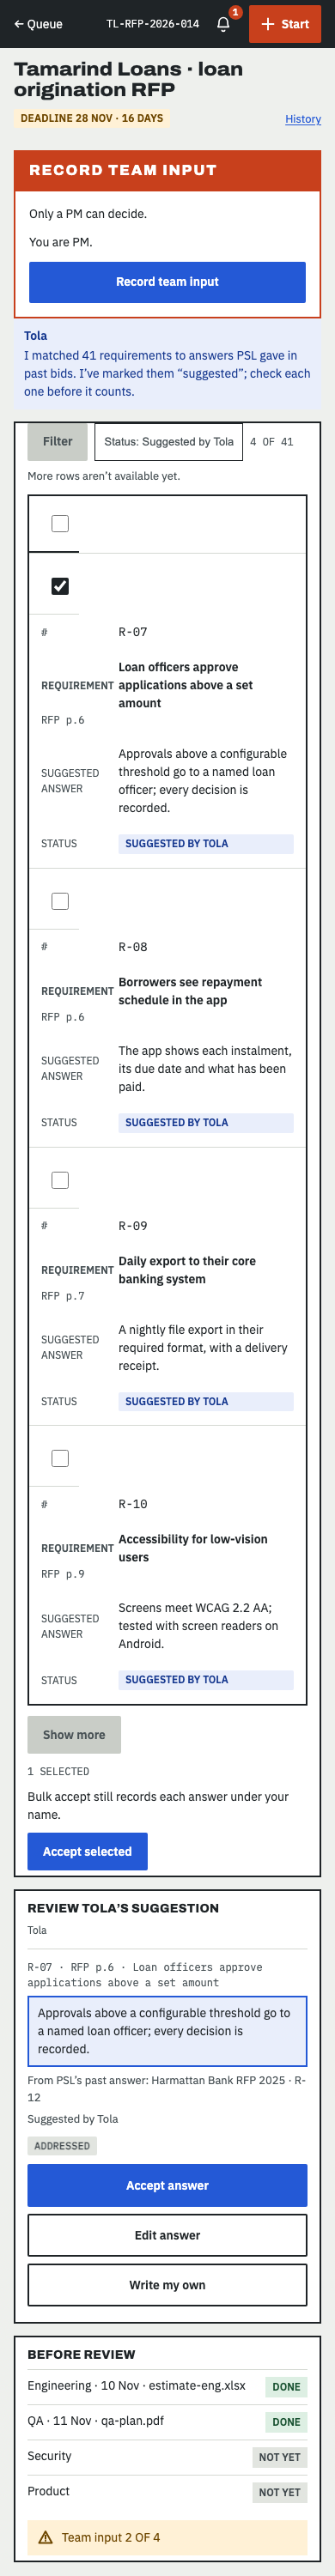 ← Queue
TL-RFP-2026-014
1
+ Start
Tamarind Loans · loan
origination RFP
DEADLINE 28 NOV · 16 DAYS
History
RECORD TEAM INPUT
Only a PM can decide.
You are PM.
Record team input
Tola
I matched 41 requirements to answers PSL gave in
past bids. I've marked them “suggested”; check each
one before it counts.
Filter
Status: Suggested by Tola
4 OF 41
More rows aren't available yet.
# R-07
REQUIREMENT Loan officers approve
applications above a set
amount
RFP p.6
SUGGESTED
ANSWER
Approvals above a configurable
threshold go to a named loan
officer; every decision is
recorded.
STATUS SUGGESTED BY TOLA
# R-08
REQUIREMENT Borrowers see repayment
schedule in the app
RFP p.6
SUGGESTED
ANSWER
The app shows each instalment,
its due date and what has been
paid.
STATUS SUGGESTED BY TOLA
# R-09
REQUIREMENT Daily export to their core
banking system
RFP p.7
SUGGESTED
ANSWER
A nightly file export in their
required format, with a delivery
receipt.
STATUS SUGGESTED BY TOLA
# R-10
REQUIREMENT Accessibility for low-vision
users
RFP p.9
SUGGESTED
ANSWER
Screens meet WCAG 2.2 AA;
tested with screen readers on
Android.
STATUS SUGGESTED BY TOLA
Show more
1 SELECTED
Bulk accept still records each answer under your
name.
Accept selected
REVIEW TOLA'S SUGGESTION
Tola
R-07 · RFP p.6 · Loan officers approve
applications above a set amount
Approvals above a configurable threshold go to
a named loan officer; every decision is
recorded.
From PSL's past answer: Harmattan Bank RFP 2025 · R-
12
Suggested by Tola
ADDRESSED
Accept answer
Edit answer
Write my own
BEFORE REVIEW
Engineering · 10 Nov · estimate-eng.xlsx DONE
QA · 11 Nov · qa-plan.pdf DONE
Security NOT YET
Product NOT YET
Team input 2 OF 4